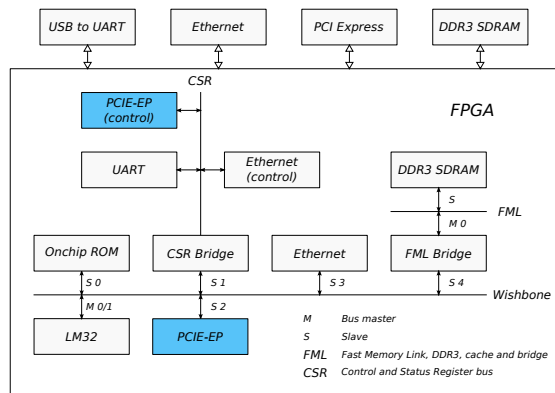 USB to UART
Ethernet
PCI Express
DDR3 SDRAM
CSR
PCIE-EP
(control)
FPGA
UART
Ethernet
(control)
DDR3 SDRAM
S
FML
M 0
Onchip ROM
CSR Bridge
Ethernet
FML Bridge
S 0
S 1
S 3
S 4
Wishbone
M 0/1
S 2
LM32
PCIE-EP
M Bus master
S Slave
FML Fast Memory Link, DDR3, cache and bridge
CSR Control and Status Register bus